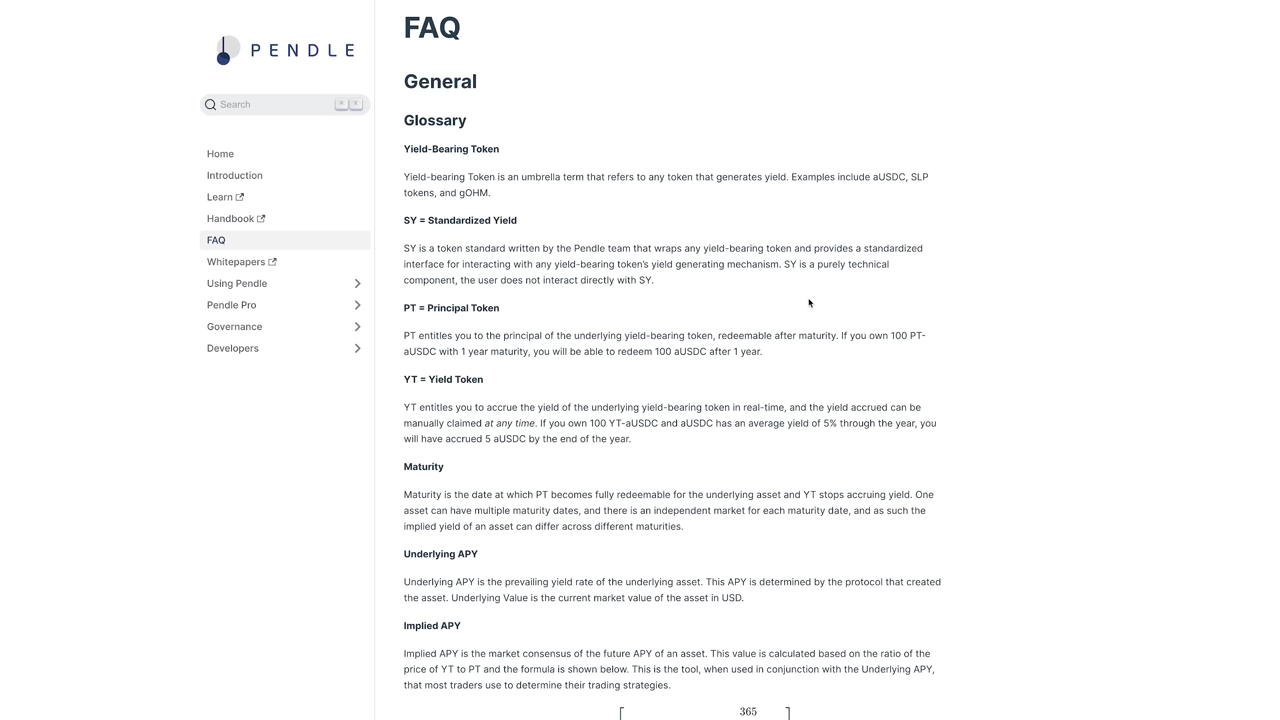 PENDLE
Search
Home
Introduction
Learn
Handbook
FAQ
Whitepapers
Using Pendle
Pendle Pro
Governance
Developers
FAQ
General
Glossary
Yield-Bearing Token
Yield-bearing Token is an umbrella term that refers to any token that generates yield. Examples include aUSDC, SLP
tokens, and gOHM.
SY = Standardized Yield
SY is a token standard written by the Pendle team that wraps any yield-bearing token and provides a standardized
interface for interacting with any yield-bearing token's yield generating mechanism. SY is a purely technical
component, the user does not interact directly with SY.
PT = Principal Token
PT entitles you to the principal of the underlying yield-bearing token, redeemable after maturity. If you own 100 PT-
aUSDC with 1 year maturity, you will be able to redeem 100 aUSDC after 1 year.
YT = Yield Token
YT entitles you to accrue the yield of the underlying yield-bearing token in real-time, and the yield accrued can be
manually claimed at any time. If you own 100 YT-aUSDC and aUSDC has an average yield of 5% through the year, you
will have accrued 5 aUSDC by the end of the year.
Maturity
Maturity is the date at which PT becomes fully redeemable for the underlying asset and YT stops accruing yield. One
asset can have multiple maturity dates, and there is an independent market for each maturity date, and as such the
implied yield of an asset can differ across different maturities.
Underlying APY
Underlying APY is the prevailing yield rate of the underlying asset. This APY is determined by the protocol that created
the asset. Underlying Value is the current market value of the asset in USD.
Implied APY
Implied APY is the market consensus of the future APY of an asset. This value is calculated based on the ratio of the
price of YT to PT and the formula is shown below. This is the tool, when used in conjunction with the Underlying APY,
that most traders use to determine their trading strategies.
365